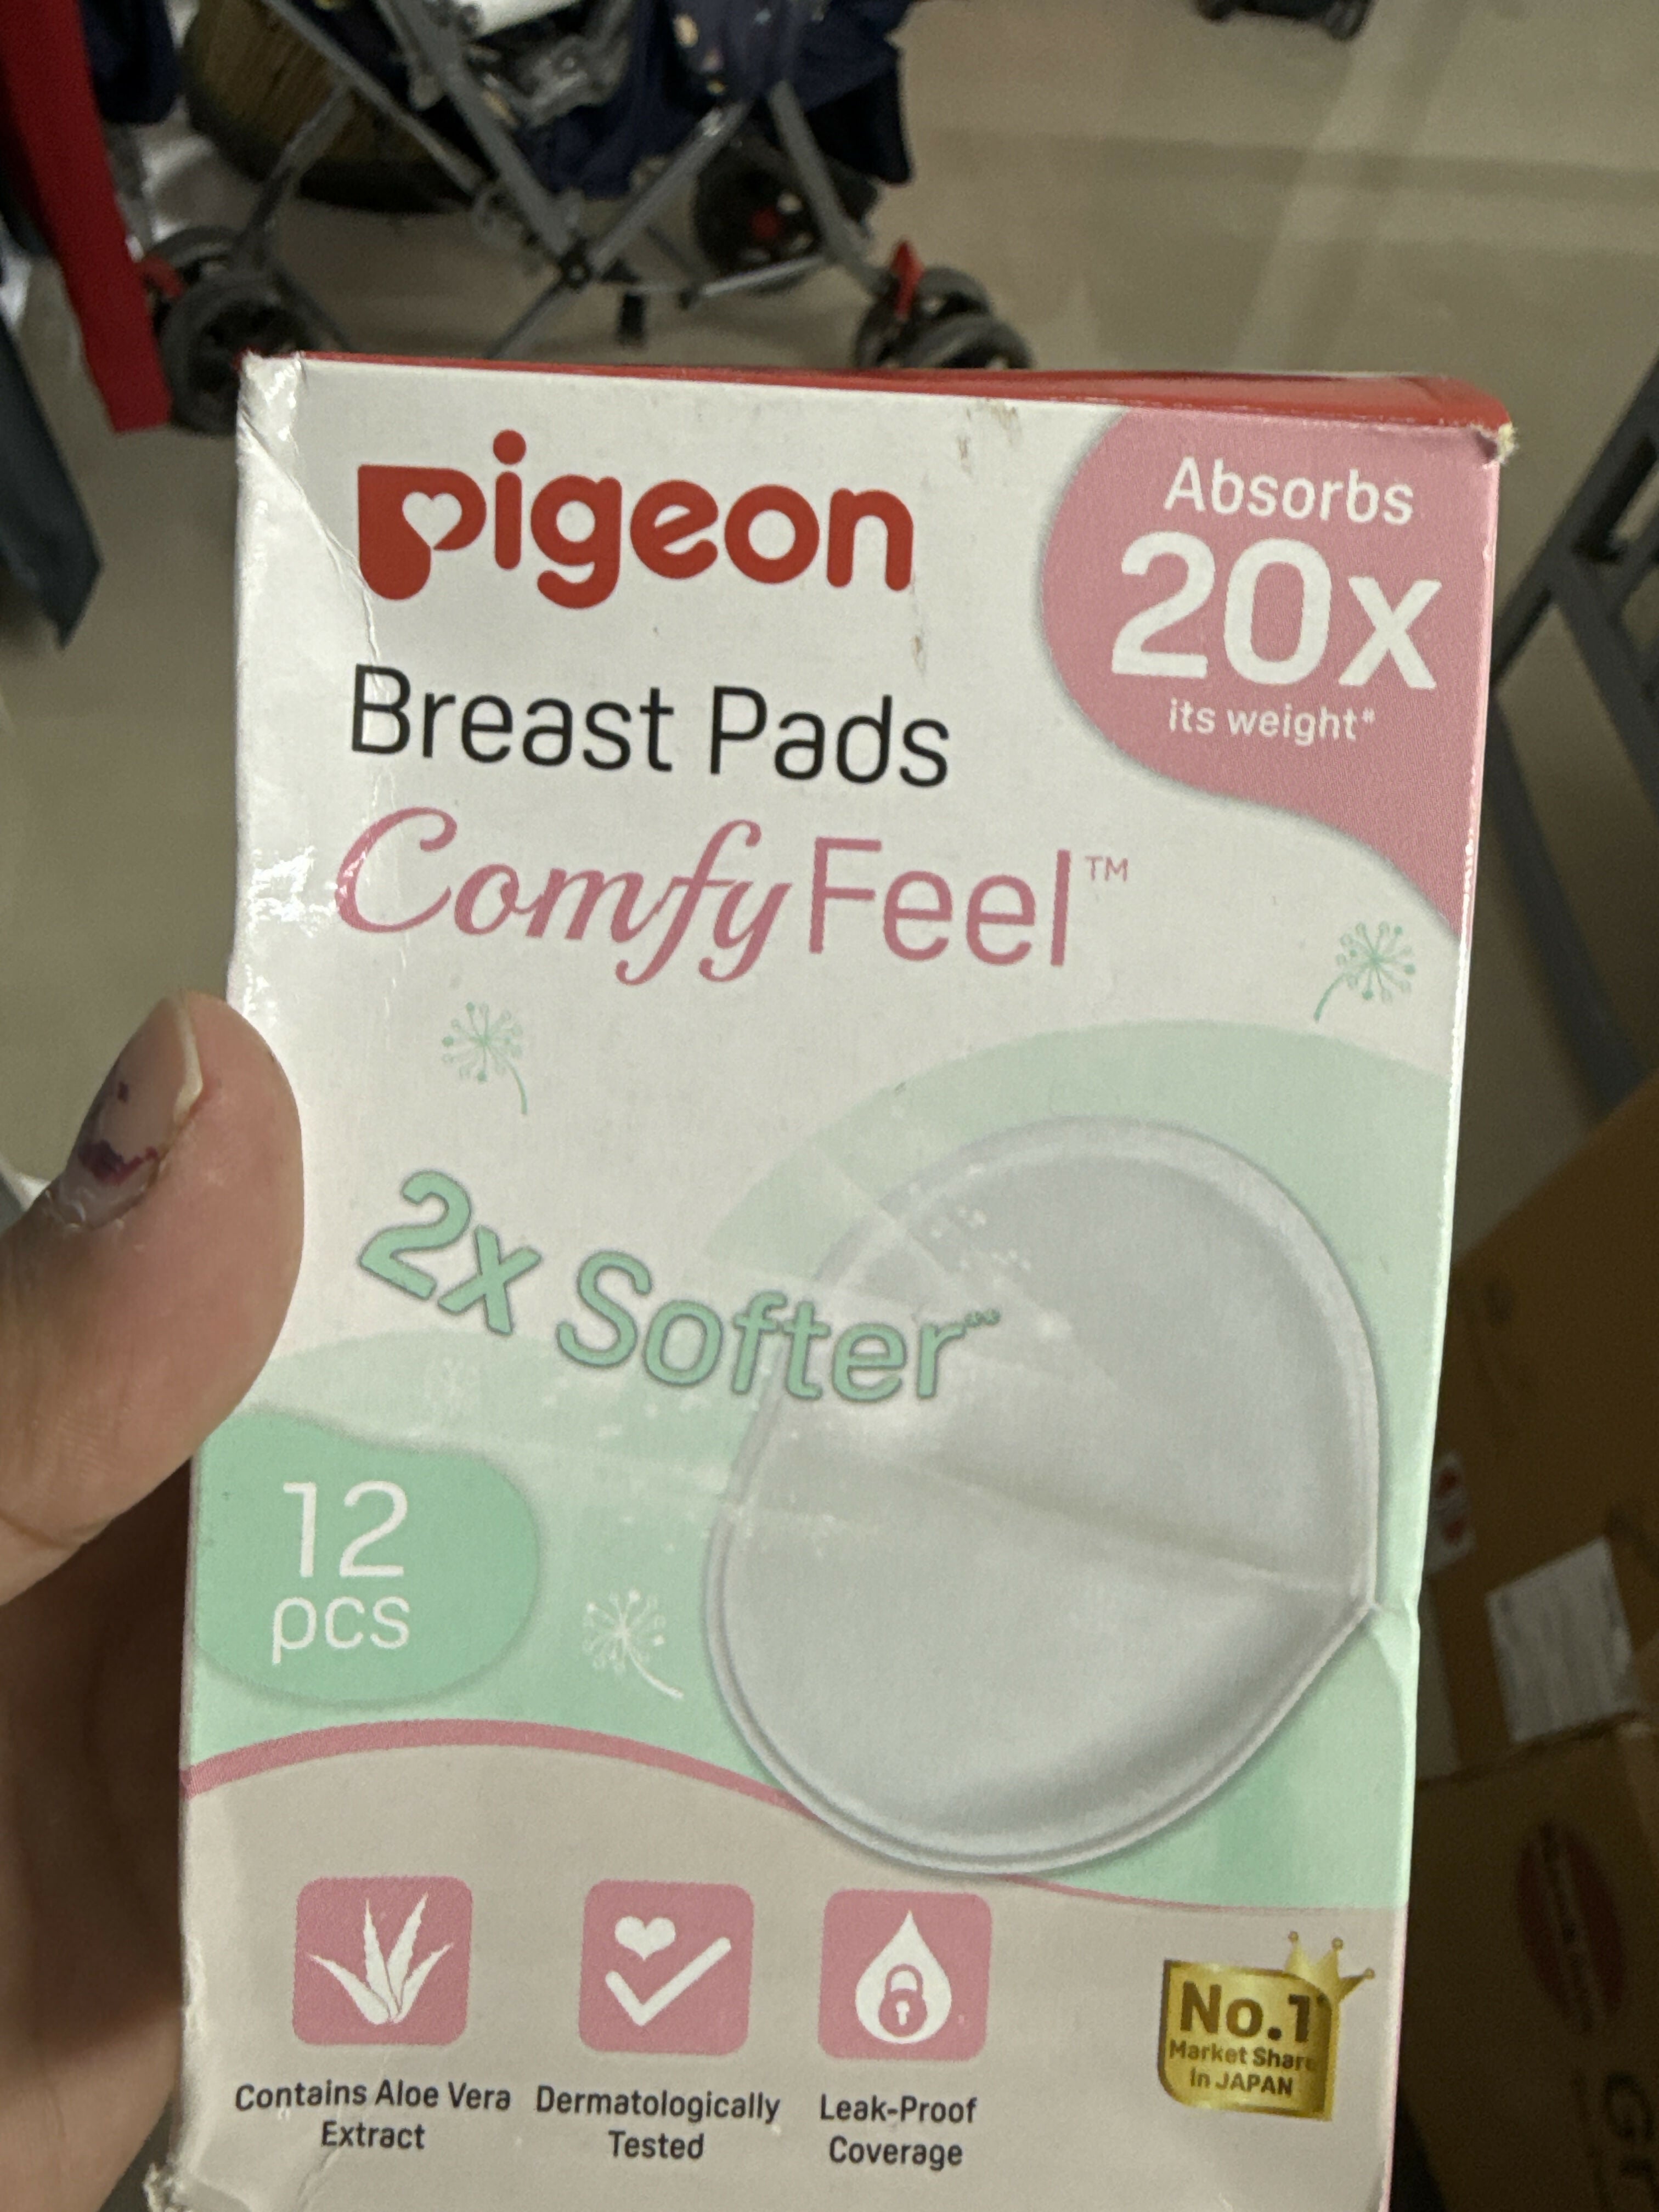 pigeon
Breast Pads
ComfyFeel™
Absorbs
20x
its weight#
2x Softer
12
pcs
Contains Aloe Vera
Extract
Dermatologically
Tested
Leak-Proof
Coverage
No.1
Market Share
in JAPAN